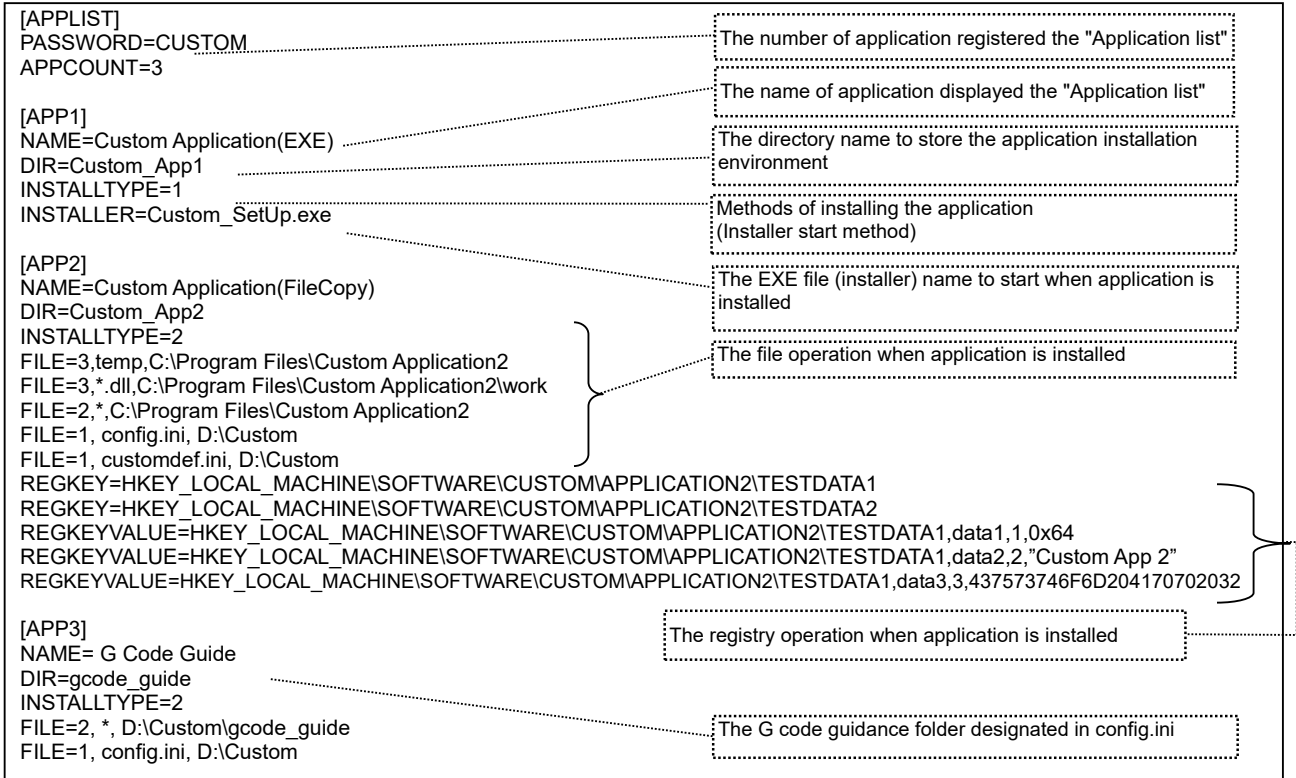 [APPLIST]
PASSWORD=CUSTOM
APPCOUNT=3
The number of application registered the "Application list"
The name of application displayed the "Application list"
[APP1]
NAME=Custom Application(EXE)
DIR=Custom_App1
INSTALLTYPE=1
INSTALLER=Custom_SetUp.exe
The directory name to store the application installation
environment
Methods of installing the application
(Installer start method)
The EXE file (installer) name to start when application is
installed
[APP2]
NAME=Custom Application(FileCopy)
DIR=Custom_App2
INSTALLTYPE=2
FILE=3,temp,C:\Program Files\Custom Application2
FILE=3,*.dll,C:\Program Files\Custom Application2\work
FILE=2,*,C:\Program Files\Custom Application2
FILE=1, config.ini, D:\Custom
FILE=1, customdef.ini, D:\Custom
The file operation when application is installed
REGKEY=HKEY_LOCAL_MACHINE\SOFTWARE\CUSTOM\APPLICATION2\TESTDATA1
REGKEY=HKEY_LOCAL_MACHINE\SOFTWARE\CUSTOM\APPLICATION2\TESTDATA2
REGKEYVALUE=HKEY_LOCAL_MACHINE\SOFTWARE\CUSTOM\APPLICATION2\TESTDATA1,data1,1,0x64
REGKEYVALUE=HKEY_LOCAL_MACHINE\SOFTWARE\CUSTOM\APPLICATION2\TESTDATA1,data2,2,”Custom App 2”
REGKEYVALUE=HKEY_LOCAL_MACHINE\SOFTWARE\CUSTOM\APPLICATION2\TESTDATA1,data3,3,437573746F6D204170702032
The registry operation when application is installed
[APP3]
NAME= G Code Guide
DIR=gcode_guide
INSTALLTYPE=2
FILE=2, *, D:\Custom\gcode_guide
FILE=1, config.ini, D:\Custom
The G code guidance folder designated in config.ini